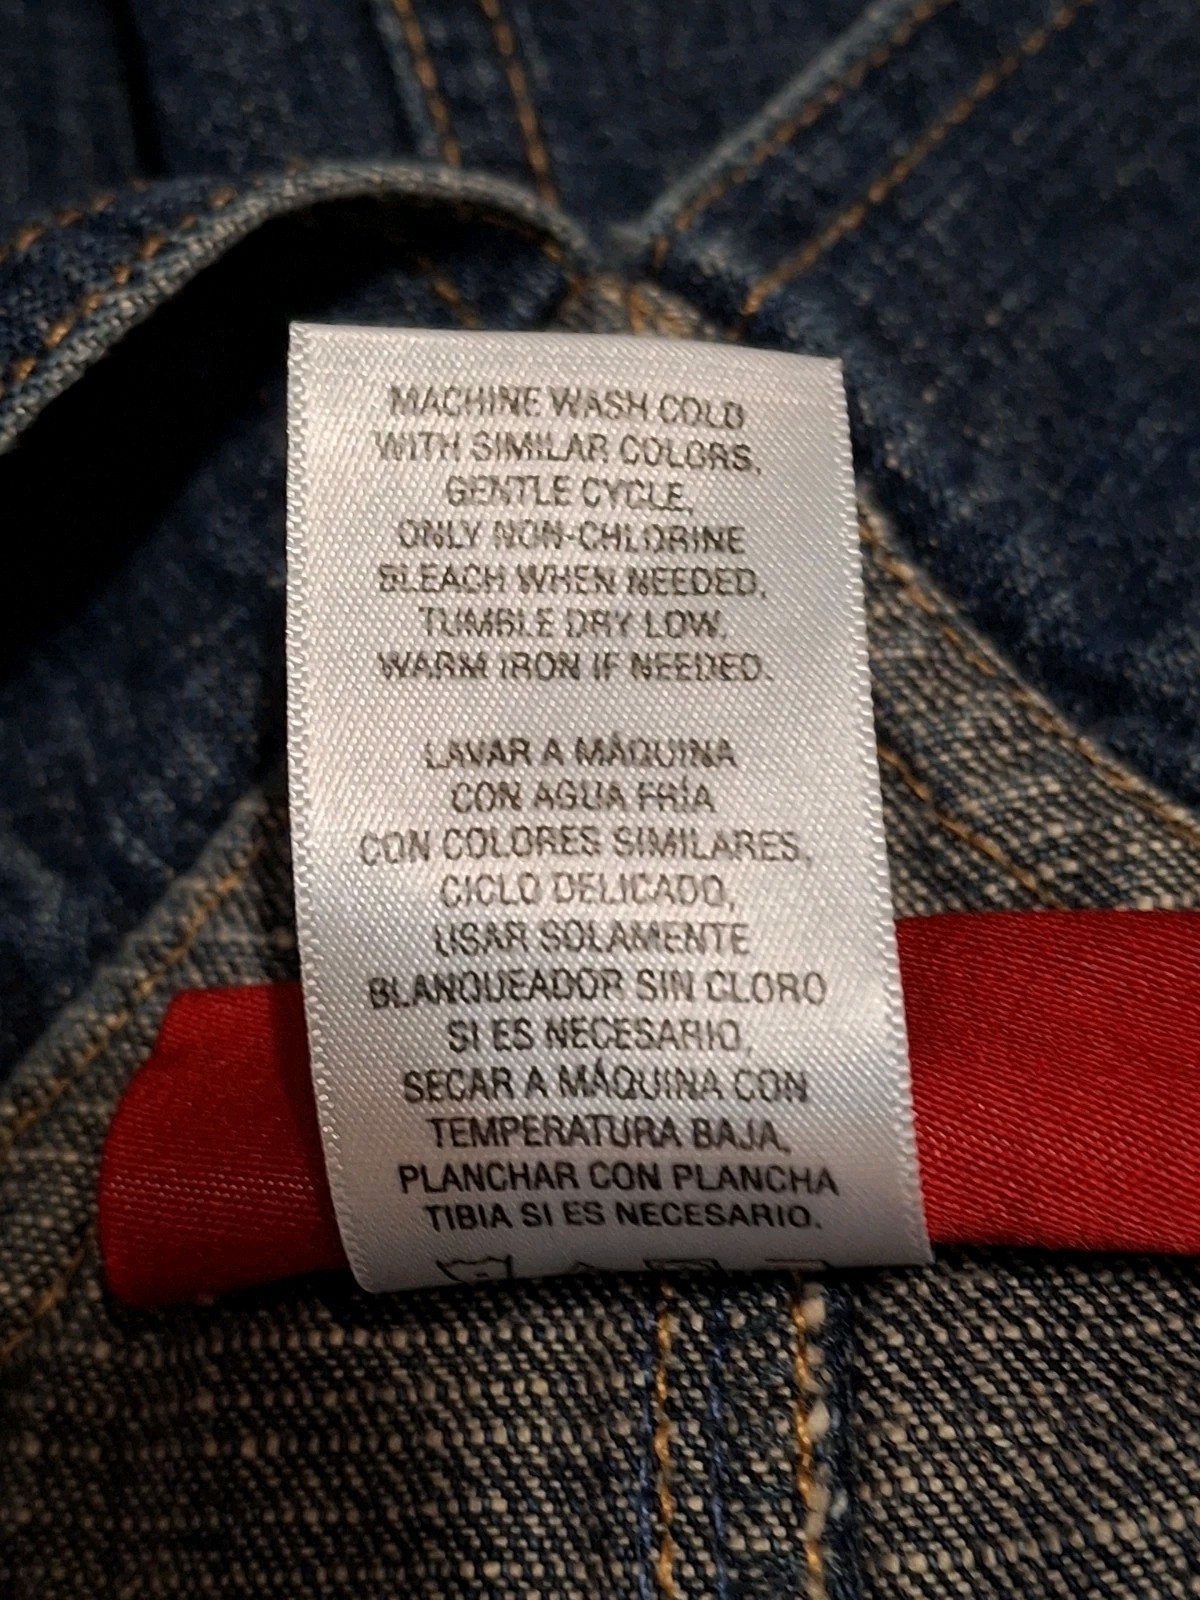 MACHINE WASH COLD
WITH SIMILAR COLORS,
GENTLE CYCLE,
ONLY NON-CHLORINE
BLEACH WHEN NEEDED,
TUMBLE DRY LOW.
WARM IRON IF NEEDED.
LAVAR A MÁQUINA
CON AGUA FRÍA
CON COLORES SIMILARES,
CICLO DELICADO,
USAR SOLAMENTE
BLANQUEADOR SIN CLORO
SI ES NECESARIO,
SECAR A MÁQUINA CON
TEMPERATURA BAJA,
PLANCHAR CON PLANCHA
TIBIA SI ES NECESARIO.